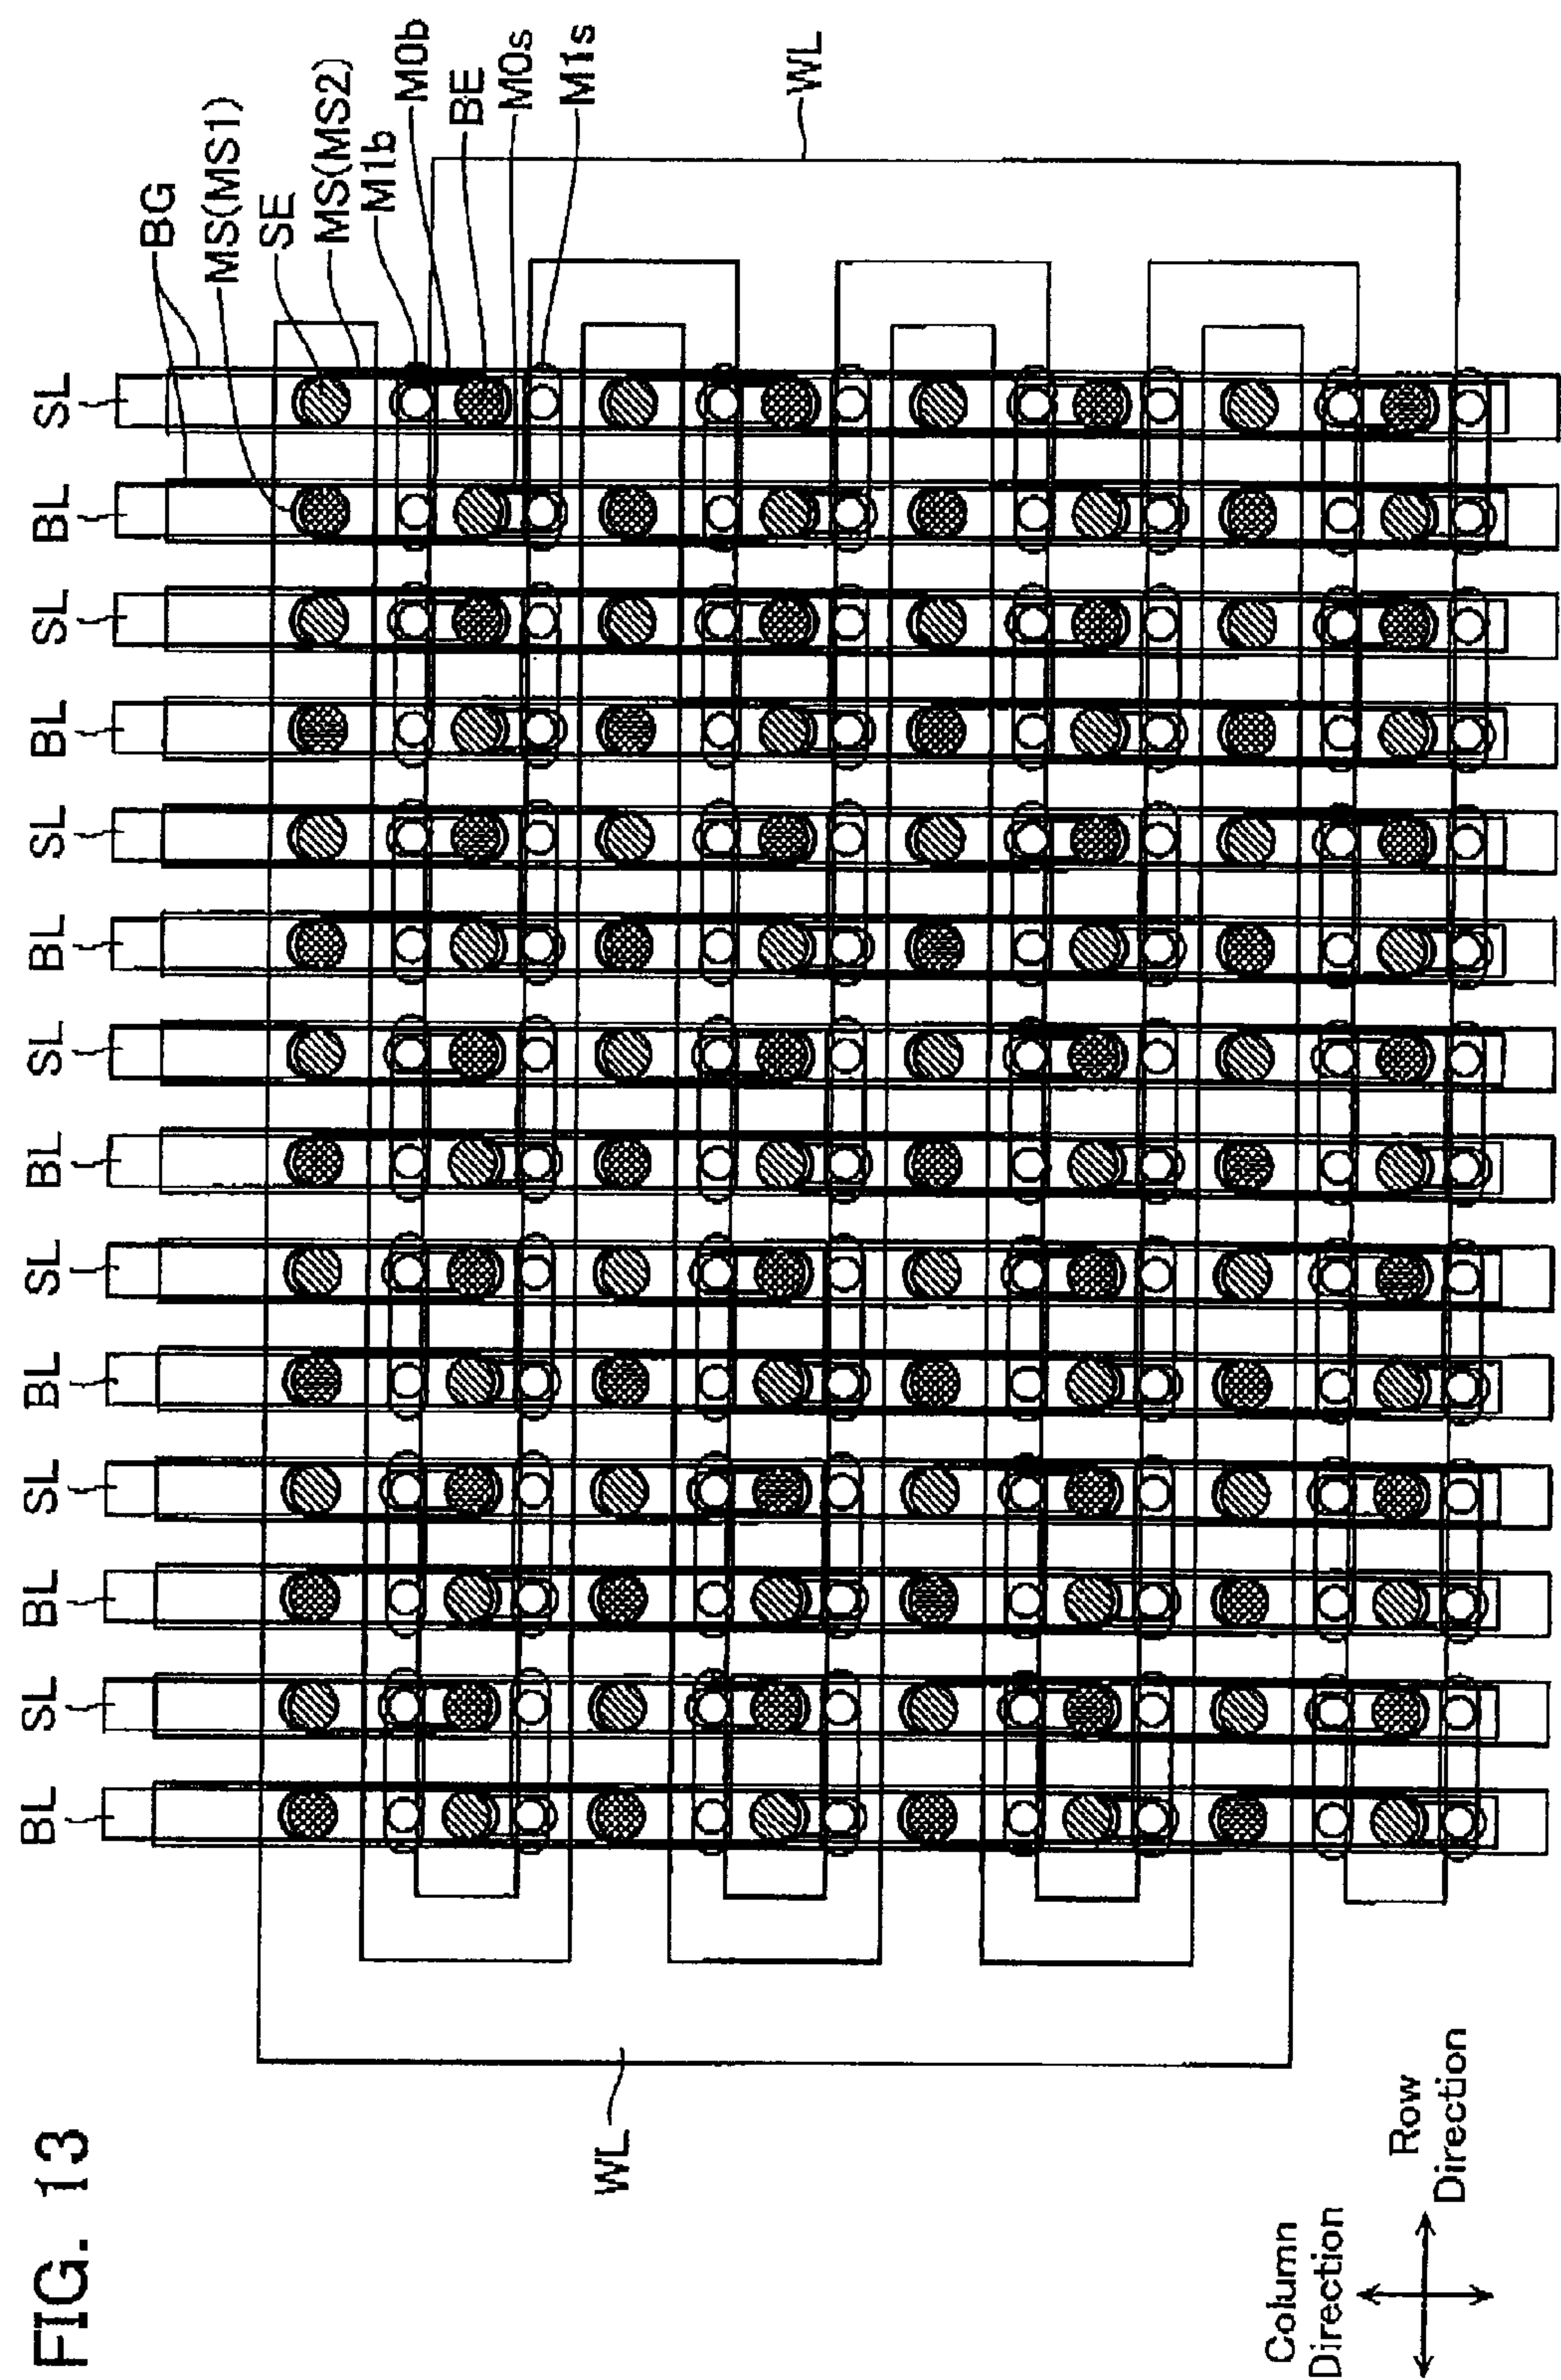 FIG. 13
BG
MS(MS1)
SE
MS(MS2)
M1b
M0b
BE
M0s
M1s
WL
BL
SL
BL
SL
BL
SL
BL
SL
BL
SL
BL
SL
BL
SL
WL
Column
Direction
Row
Direction